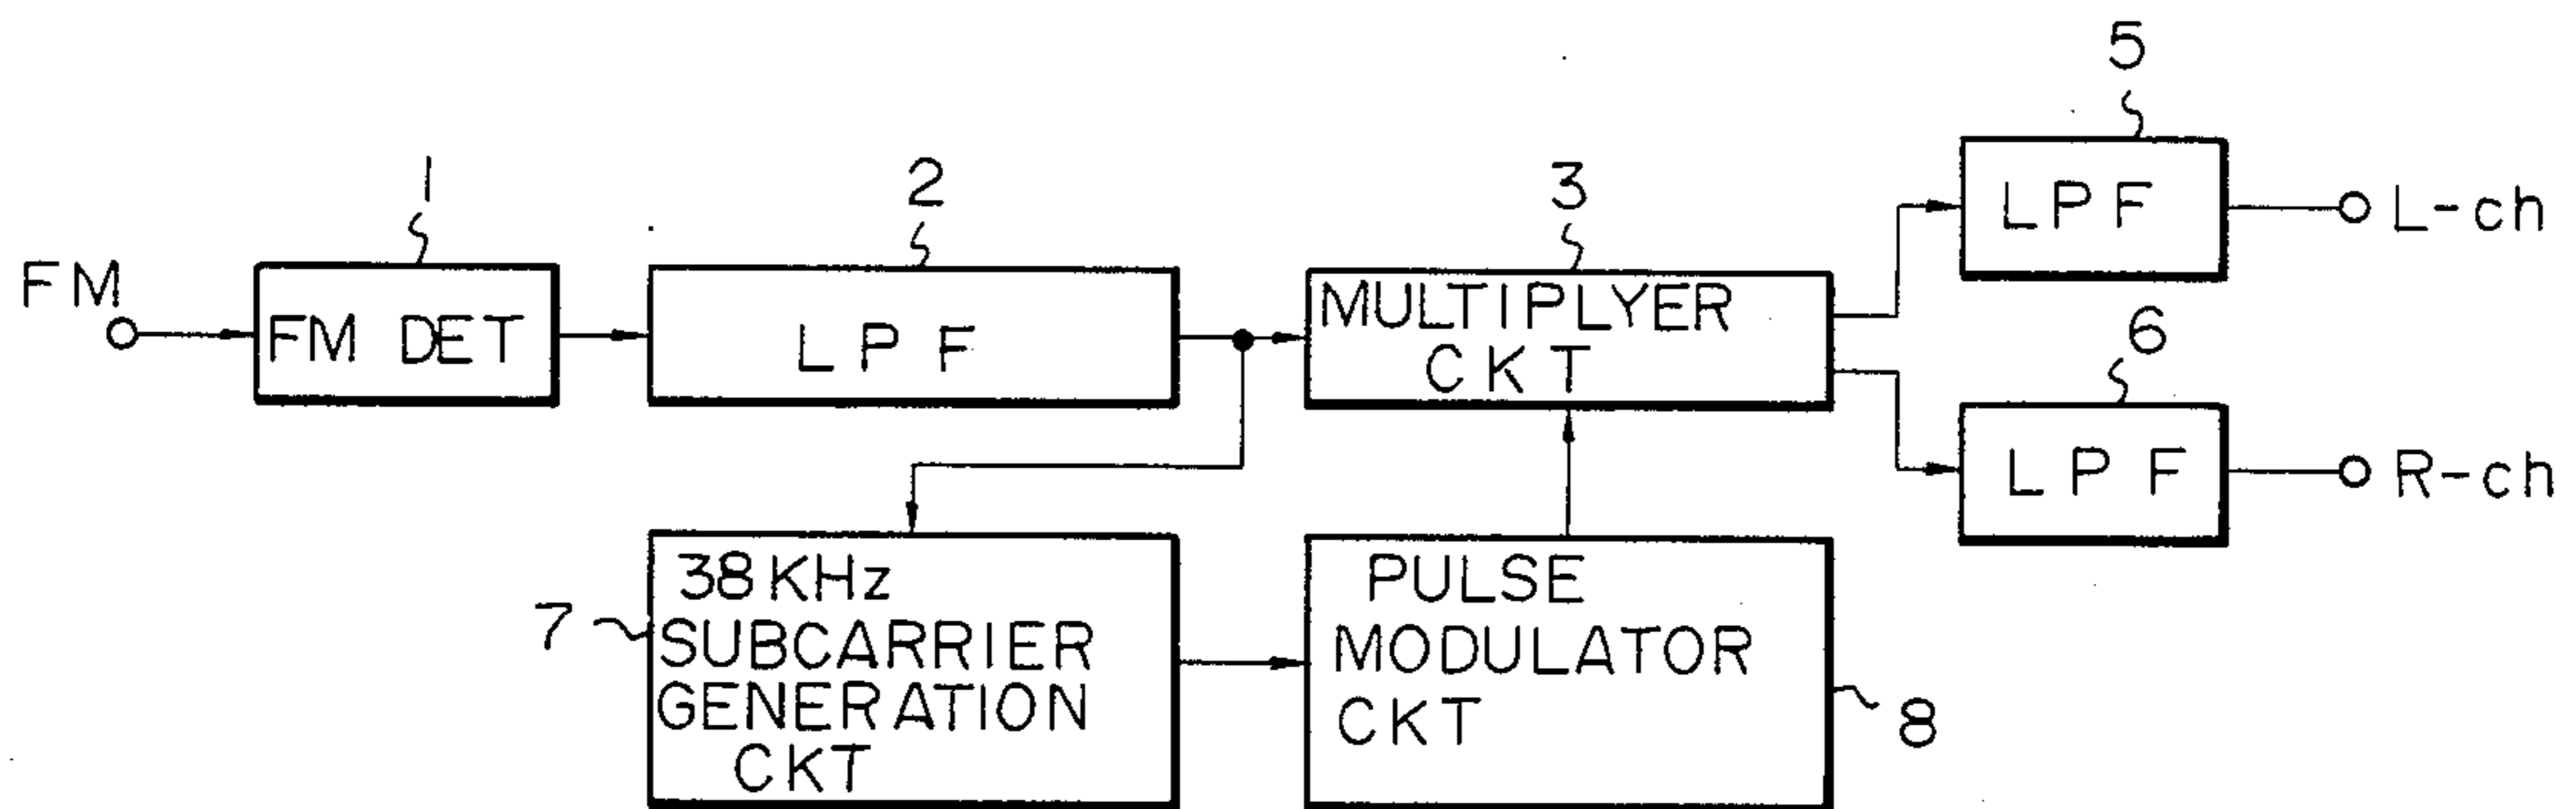 FM
1
FM DET
2
LPF
3
MULTIPLYER
CKT
5
LPF
L-ch
6
LPF
R-ch
7
38KHz
SUBCARRIER
GENERATION
CKT
PULSE
MODULATOR
CKT
8